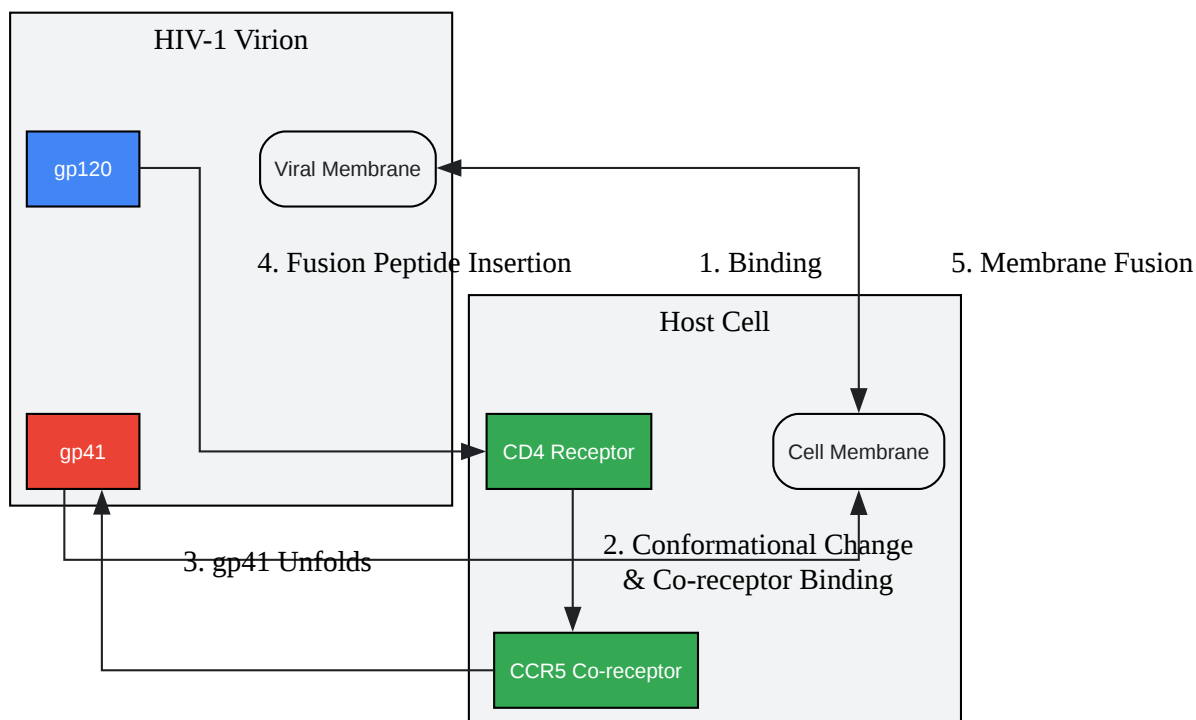 HIV-1 Virion
gp120
Viral Membrane
4. Fusion Peptide Insertion
1. Binding
5. Membrane Fusion
Host Cell
gp41
CD4 Receptor
Cell Membrane
3. gp41 Unfolds
2. Conformational Change
& Co-receptor Binding
CCR5 Co-receptor